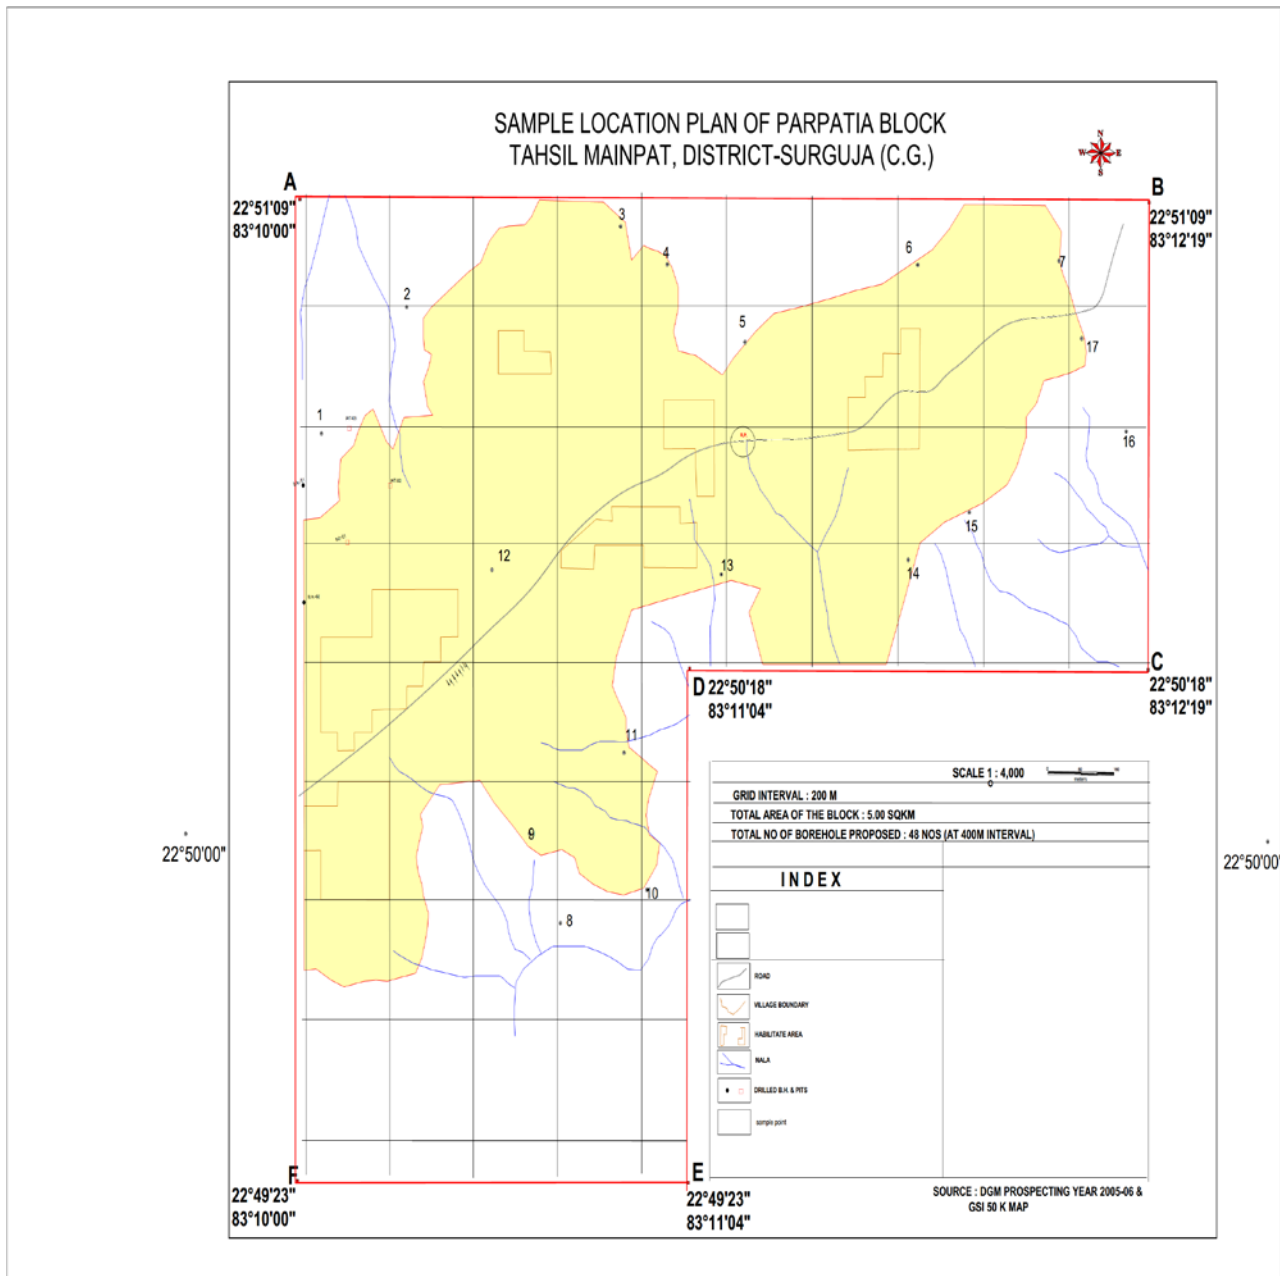 SAMPLE LOCATION PLAN OF PARPATIA BLOCK
TAHSIL MAINPAT, DISTRICT-SURGUJA (C.G.)
N
W E
S
A
22°51'09"
83°10'00"
B
22°51'09"
83°12'19"
3
4
6
7
2
5
17
1
16
15
12
13
14
C
22°50'18"
83°12'19"
D 22°50'18"
83°11'04"
11
9
10
8
22°50'00"
22°50'00"
SCALE 1 : 4,000
GRID INTERVAL : 200 M
TOTAL AREA OF THE BLOCK : 5.00 SQKM
TOTAL NO OF BOREHOLE PROPOSED : 48 NOS (AT 400M INTERVAL)
INDEX
ROAD
VILLAGE BOUNDARY
HABILITATE AREA
NALA
DRILLED B.H. & PITS
sample point
F
22°49'23"
83°10'00"
E
22°49'23"
83°11'04"
SOURCE : DGM PROSPECTING YEAR 2005-06 &
GSI 50 K MAP